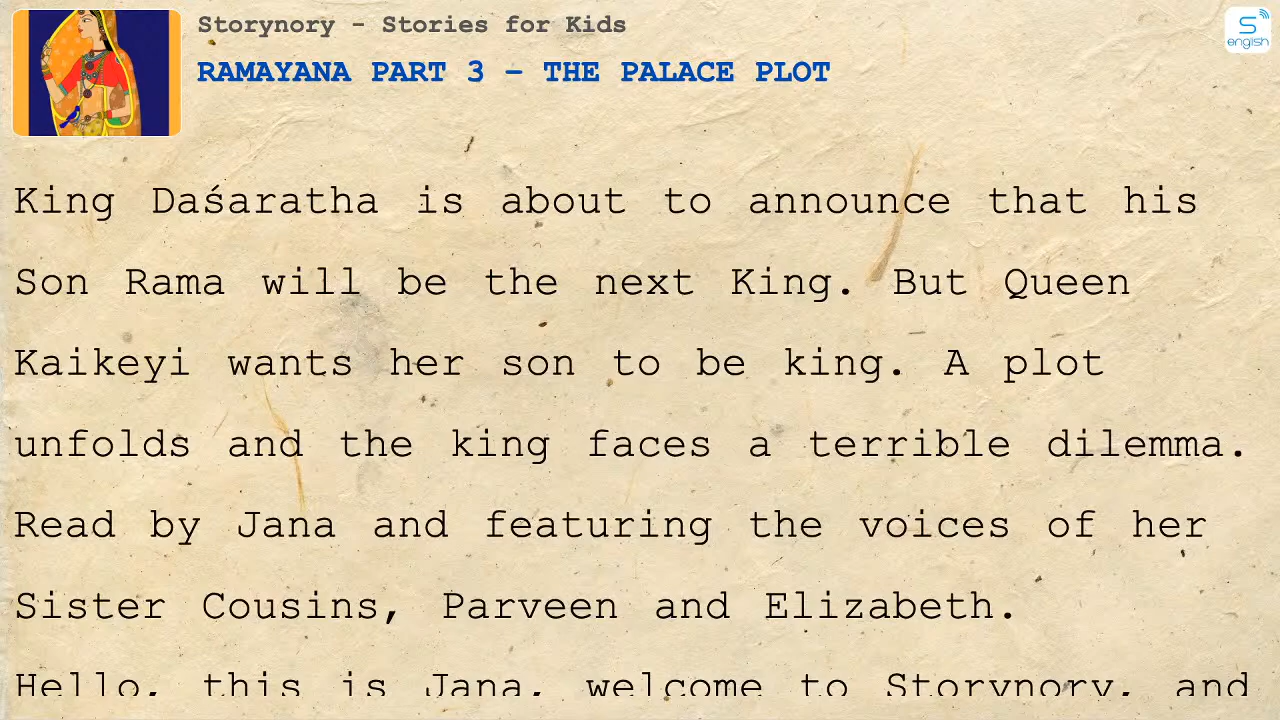 Storynory - Stories for Kids
RAMAYANA PART 3 – THE PALACE PLOT
S
english
King Daśaratha is about to announce that his
Son Rama will be the next King. But Queen
Kaikeyi wants her son to be king. A plot
unfolds and the king faces a terrible dilemma.
Read by Jana and featuring the voices of her
Sister Cousins, Parveen and Elizabeth.
Hello, this is Jana, welcome to Storynory, and